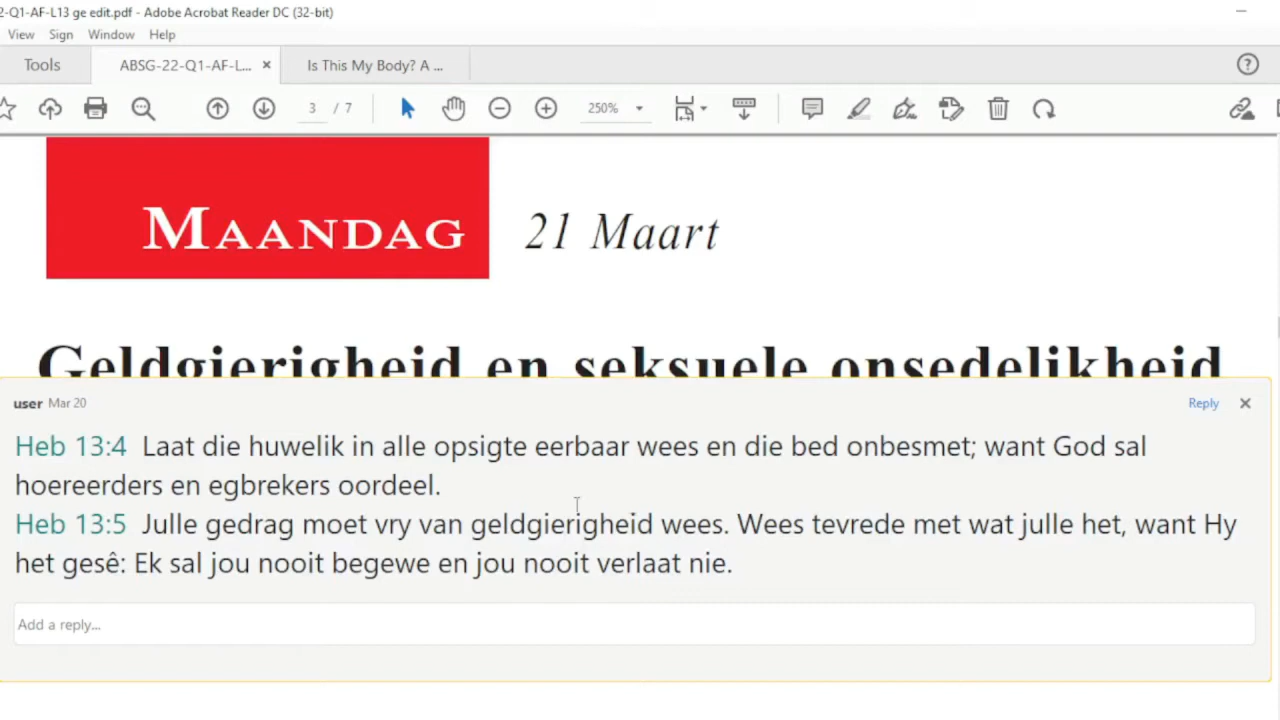 2-Q1-AF-L13 ge edit.pdf - Adobe Acrobat Reader DC (32-bit)
View Sign Window Help
Tools ABSG-22-Q1-AF-L... × Is This My Body? A ...
3 / 7 250%
MAANDAG 21 Maart
Geldgierigheid en seksuele onsedelikheid
user Mar 20 Reply
Heb 13:4 Laat die huwelik in alle opsigte eerbaar wees en die bed onbesmet; want God sal
hoereerders en egbrekers oordeel.
Heb 13:5 Julle gedrag moet vry van geldgierigheid wees. Wees tevrede met wat julle het, want Hy
het gesê: Ek sal jou nooit begewe en jou nooit verlaat nie.
Add a reply...